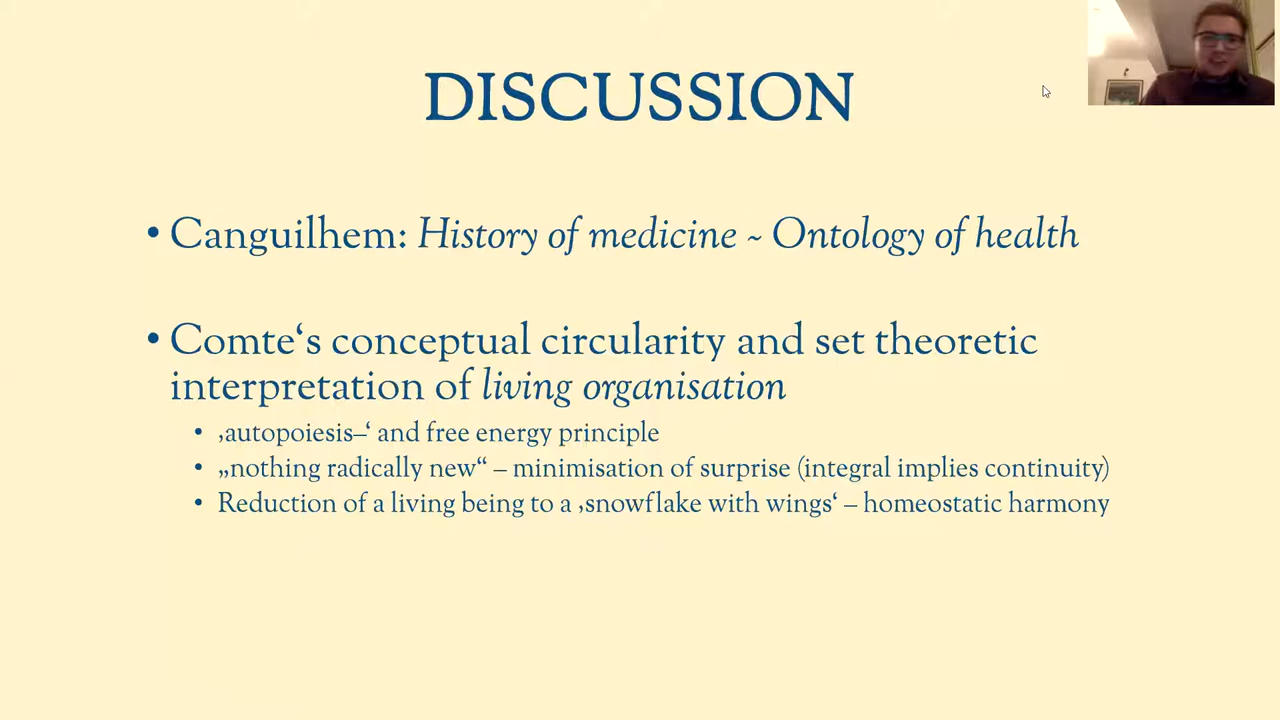 DISCUSSION
• Canguilhem: History of medicine ~ Ontology of health
• Comte‘s conceptual circularity and set theoretic
interpretation of living organisation
• ‚autopoiesis–‘ and free energy principle
• „nothing radically new“ – minimisation of surprise (integral implies continuity)
• Reduction of a living being to a ‚snowflake with wings‘ – homeostatic harmony